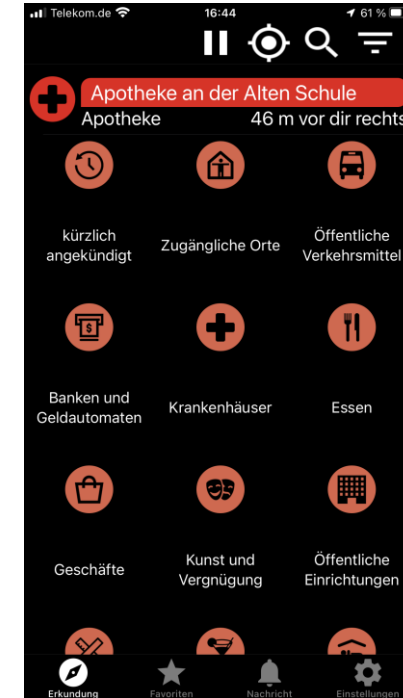 Telekom.de 16:44 61 %
Apotheke an der Alten Schule
Apotheke 46 m vor dir rechts
kürzlich
angekündigt
Zugängliche Orte
Öffentliche
Verkehrsmittel
Banken und
Geldautomaten
Krankenhäuser
Essen
Geschäfte
Kunst und
Vergnügung
Öffentliche
Einrichtungen
Erkundung Favoriten Nachricht Einstellungen